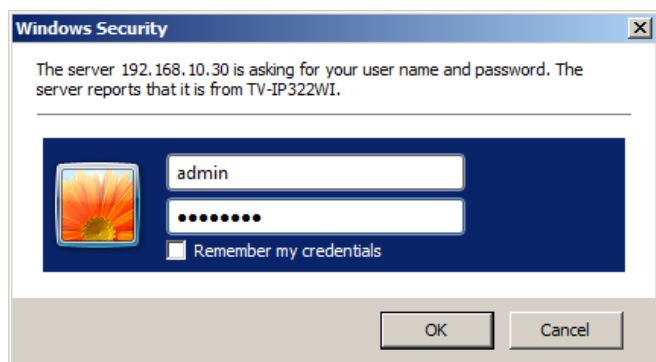 Windows Security
The server 192.168.10.30 is asking for your user name and password. The
server reports that it is from TV-IP322WI.
admin
●●●●●●●●
Remember my credentials
OK
Cancel